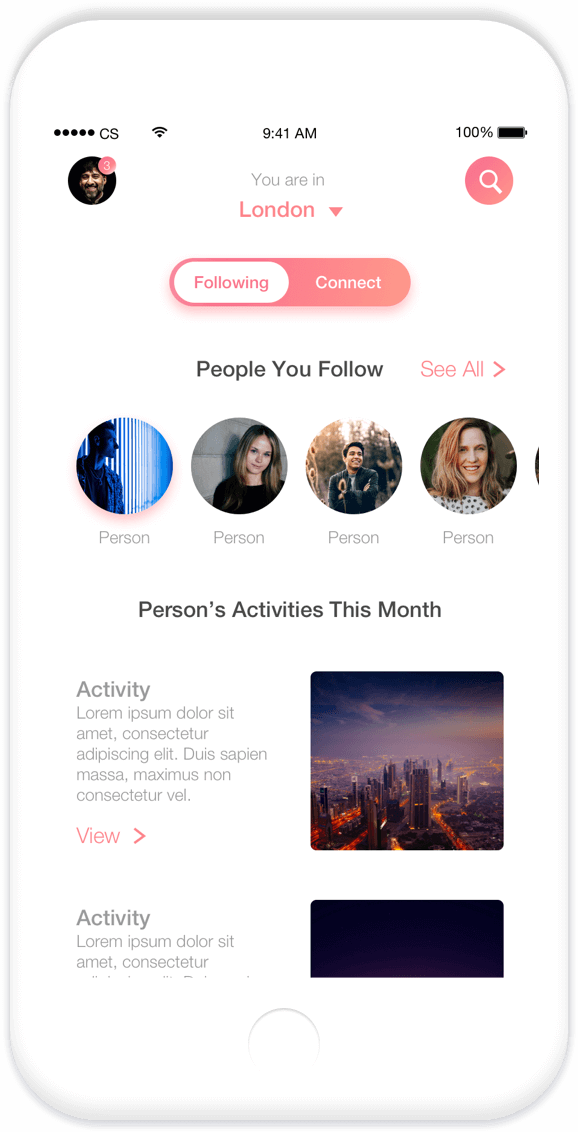 CS
9:41 AM
100%
3
You are in
London
Following
Connect
People You Follow
See All
Person
Person
Person
Person
Person’s Activities This Month
Activity
Lorem ipsum dolor sit
amet, consectetur
adipiscing elit. Duis sapien
massa, maximus non
consectetur vel.
View
Activity
Lorem ipsum dolor sit
amet, consectetur